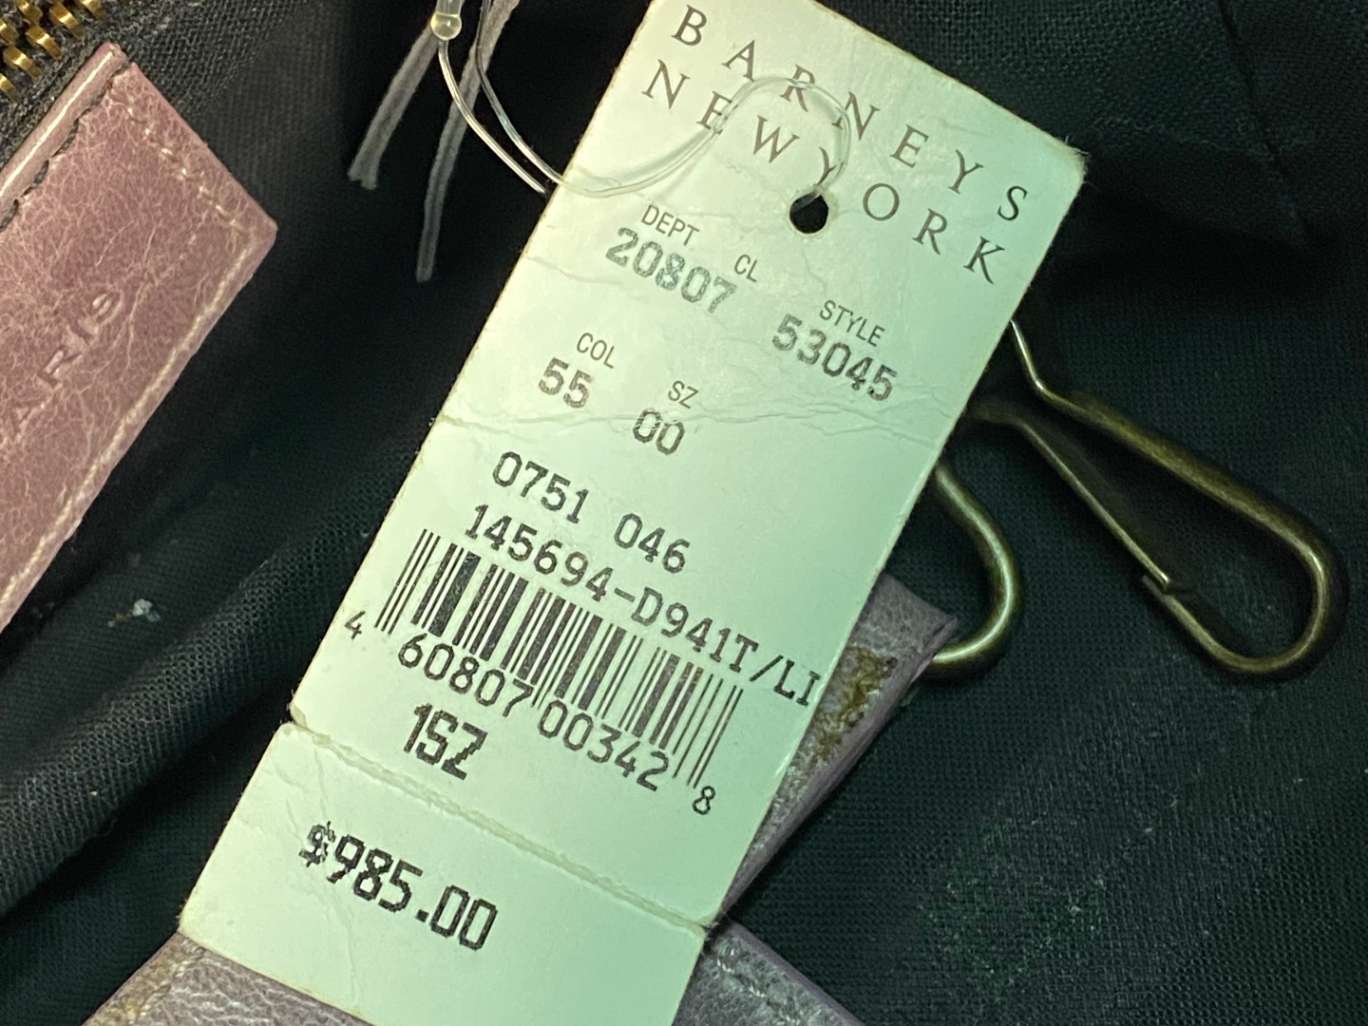 BARNEYS
NEW YORK
DEPT CL STYLE
20807 53045
COL SZ
55 00
0751 046
145694-D941T/LI
4 60807 00342 8
1SZ
$985.00
ARIS